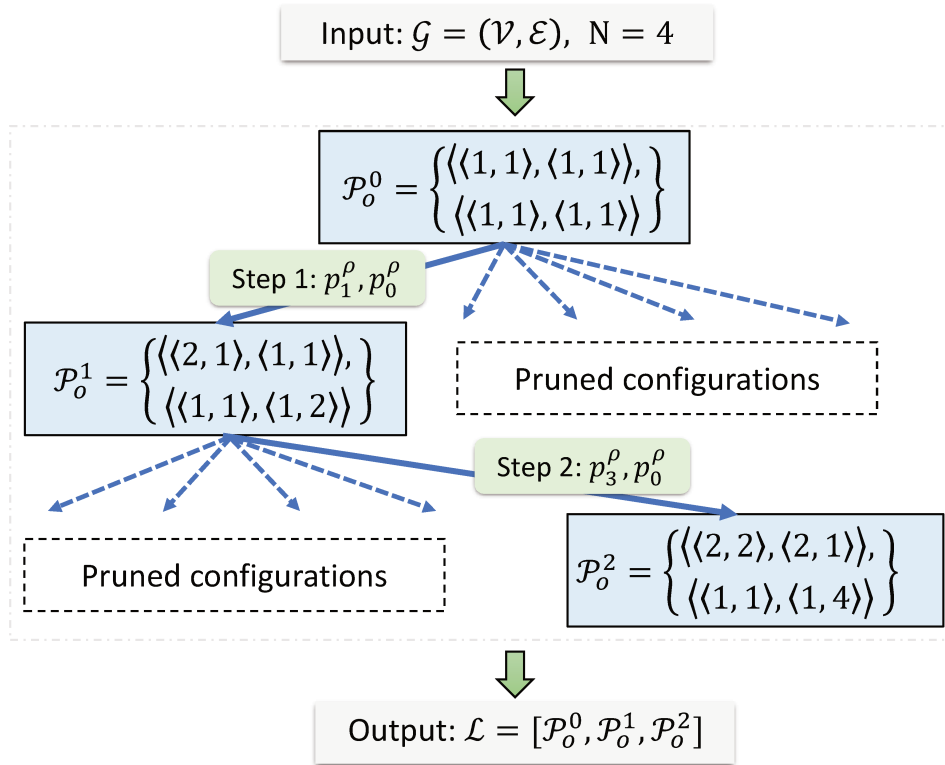 Input: 𝒢 = (𝒱, ℰ), N = 4
𝒫ₒ⁰ = {⟨⟨1, 1⟩, ⟨1, 1⟩⟩,
⟨⟨1, 1⟩, ⟨1, 1⟩⟩}
Step 1: p₁^ρ, p₀^ρ
𝒫ₒ¹ = {⟨⟨2, 1⟩, ⟨1, 1⟩⟩,
⟨⟨1, 1⟩, ⟨1, 2⟩⟩}
Pruned configurations
Step 2: p₃^ρ, p₀^ρ
Pruned configurations
𝒫ₒ² = {⟨⟨2, 2⟩, ⟨2, 1⟩⟩,
⟨⟨1, 1⟩, ⟨1, 4⟩⟩}
Output: ℒ = [𝒫ₒ⁰, 𝒫ₒ¹, 𝒫ₒ²]